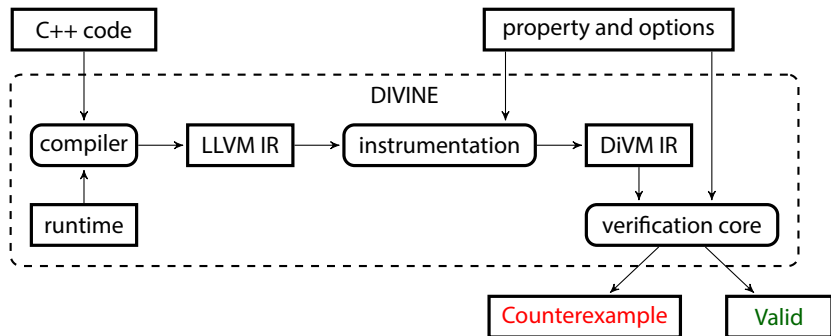 C++ code
property and options
DIVINE
compiler
LLVM IR
instrumentation
DiVM IR
runtime
verification core
Counterexample
Valid